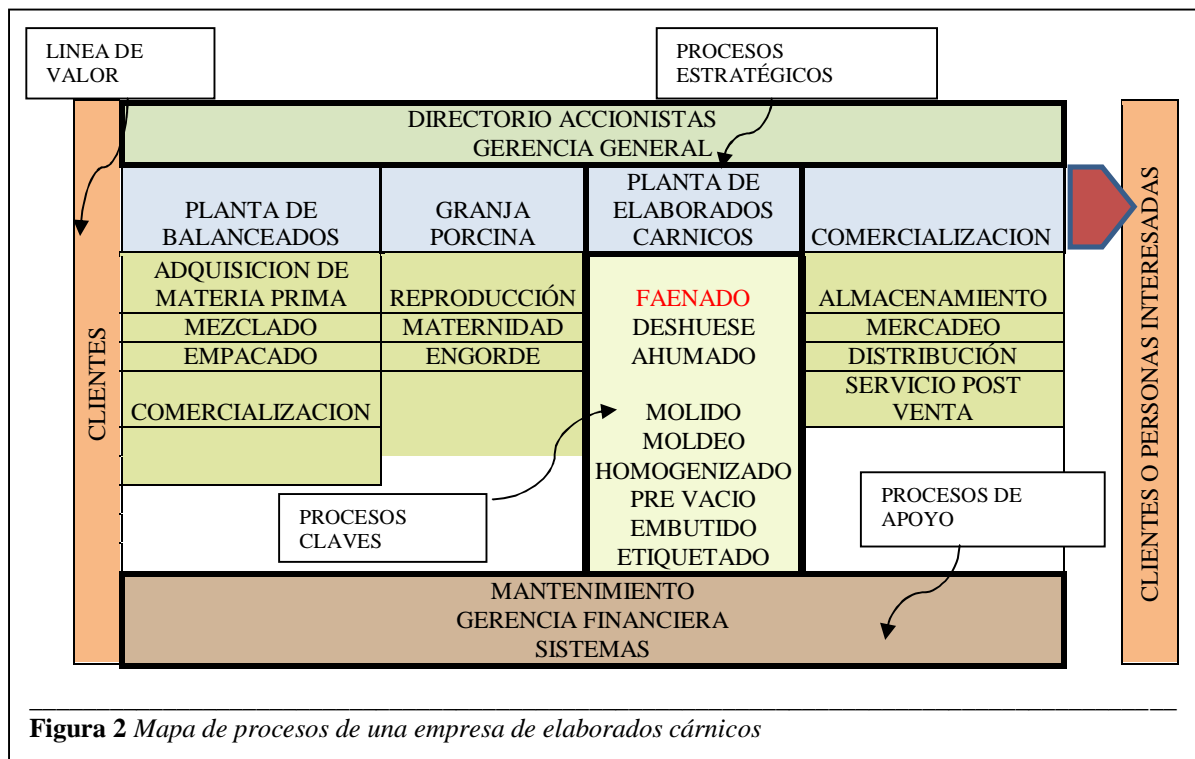 LINEA DE
VALOR
PROCESOS
ESTRATÉGICOS
DIRECTORIO ACCIONISTAS
GERENCIA GENERAL
CLIENTES
PLANTA DE
BALANCEADOS
ADQUISICION DE
MATERIA PRIMA
MEZCLADO
EMPACADO
COMERCIALIZACION
GRANJA
PORCINA
REPRODUCCIÓN
MATERNIDAD
ENGORDE
PLANTA DE
ELABORADOS
CARNICOS
FAENADO
DESHUESE
AHUMADO
MOLIDO
MOLDEO
HOMOGENIZADO
PRE VACIO
EMBUTIDO
ETIQUETADO
COMERCIALIZACION
ALMACENAMIENTO
MERCADEO
DISTRIBUCIÓN
SERVICIO POST
VENTA
PROCESOS
CLAVES
PROCESOS DE
APOYO
CLIENTES O PERSONAS INTERESADAS
MANTENIMIENTO
GERENCIA FINANCIERA
SISTEMAS
Figura 2 Mapa de procesos de una empresa de elaborados cárnicos